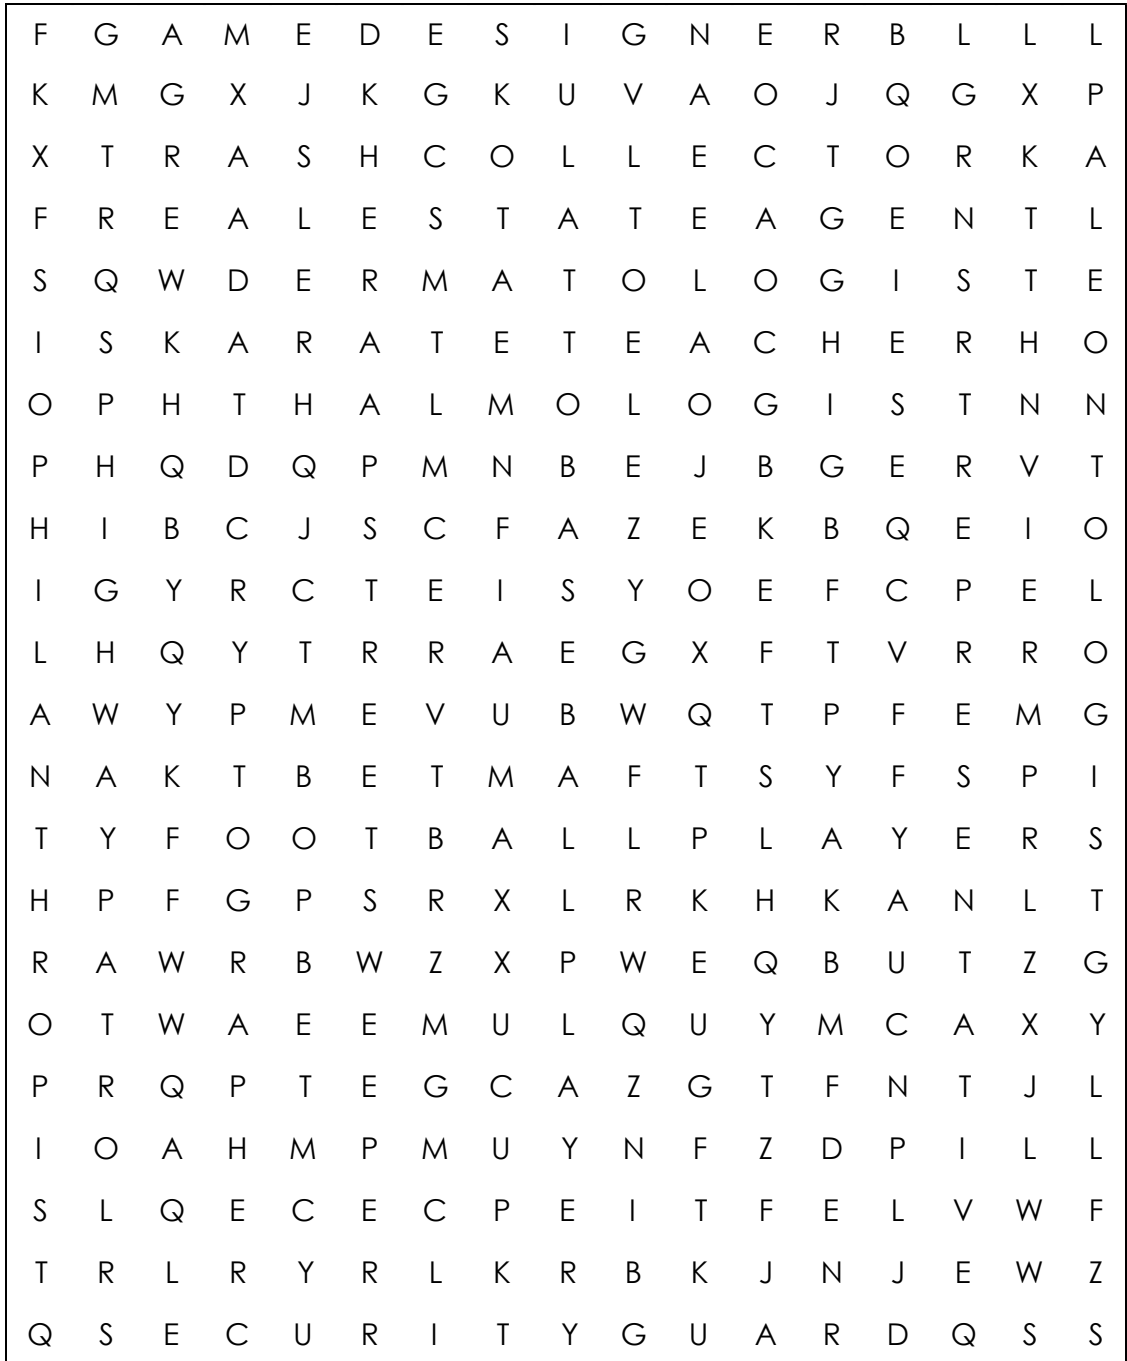 F G A M E D E S I G N E R B L L L
K M G X J K G K U V A O J Q G X P
X T R A S H C O L L E C T O R K A
F R E A L E S T A T E A G E N T L
S Q W D E R M A T O L O G I S T E
I S K A R A T E T E A C H E R H O
O P H T H A L M O L O G I S T N N
P H Q D Q P M N B E J B G E R V T
H I B C J S C F A Z E K B Q E I O
I G Y R C T E I S Y O E F C P E L
L H Q Y T R R A E G X F T V R R O
A W Y P M E V U B W Q T P F E M G
N A K T B E T M A F T S Y F S P I
T Y F O O T B A L L P L A Y E R S
H P F G P S R X L R K H K A N L T
R A W R B W Z X P W E Q B U T Z G
O T W A E E M U L Q U Y M C A X Y
P R Q P T E G C A Z G T F N T J L
I O A H M P M U Y N F Z D P I L L
S L Q E C E C P E I T F E L V W F
T R L R Y R L K R B K J N J E W Z
Q S E C U R I T Y G U A R D Q S S